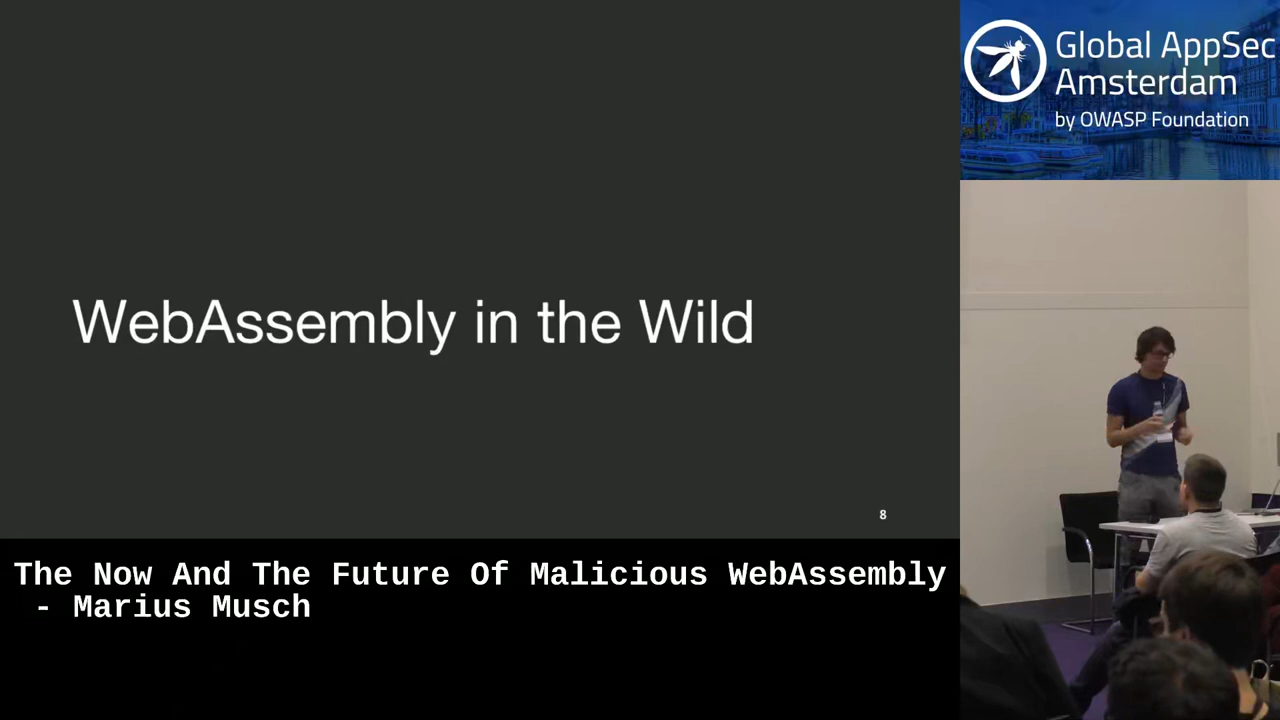 WebAssembly in the Wild
8
The Now And The Future Of Malicious WebAssembly
- Marius Musch
Global AppSec
Amsterdam
by OWASP Foundation